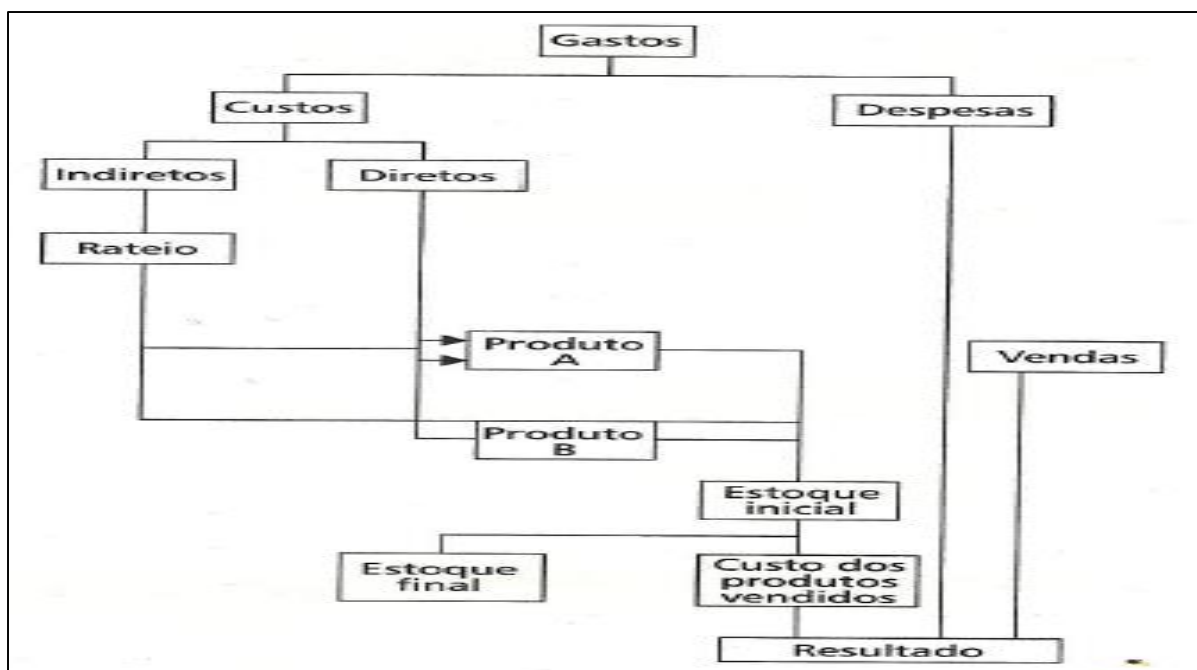 Gastos
Custos
Despesas
Indiretos
Diretos
Rateio
Produto
A
Vendas
Produto
B
Estoque
inicial
Estoque
final
Custo dos
produtos
vendidos
Resultado